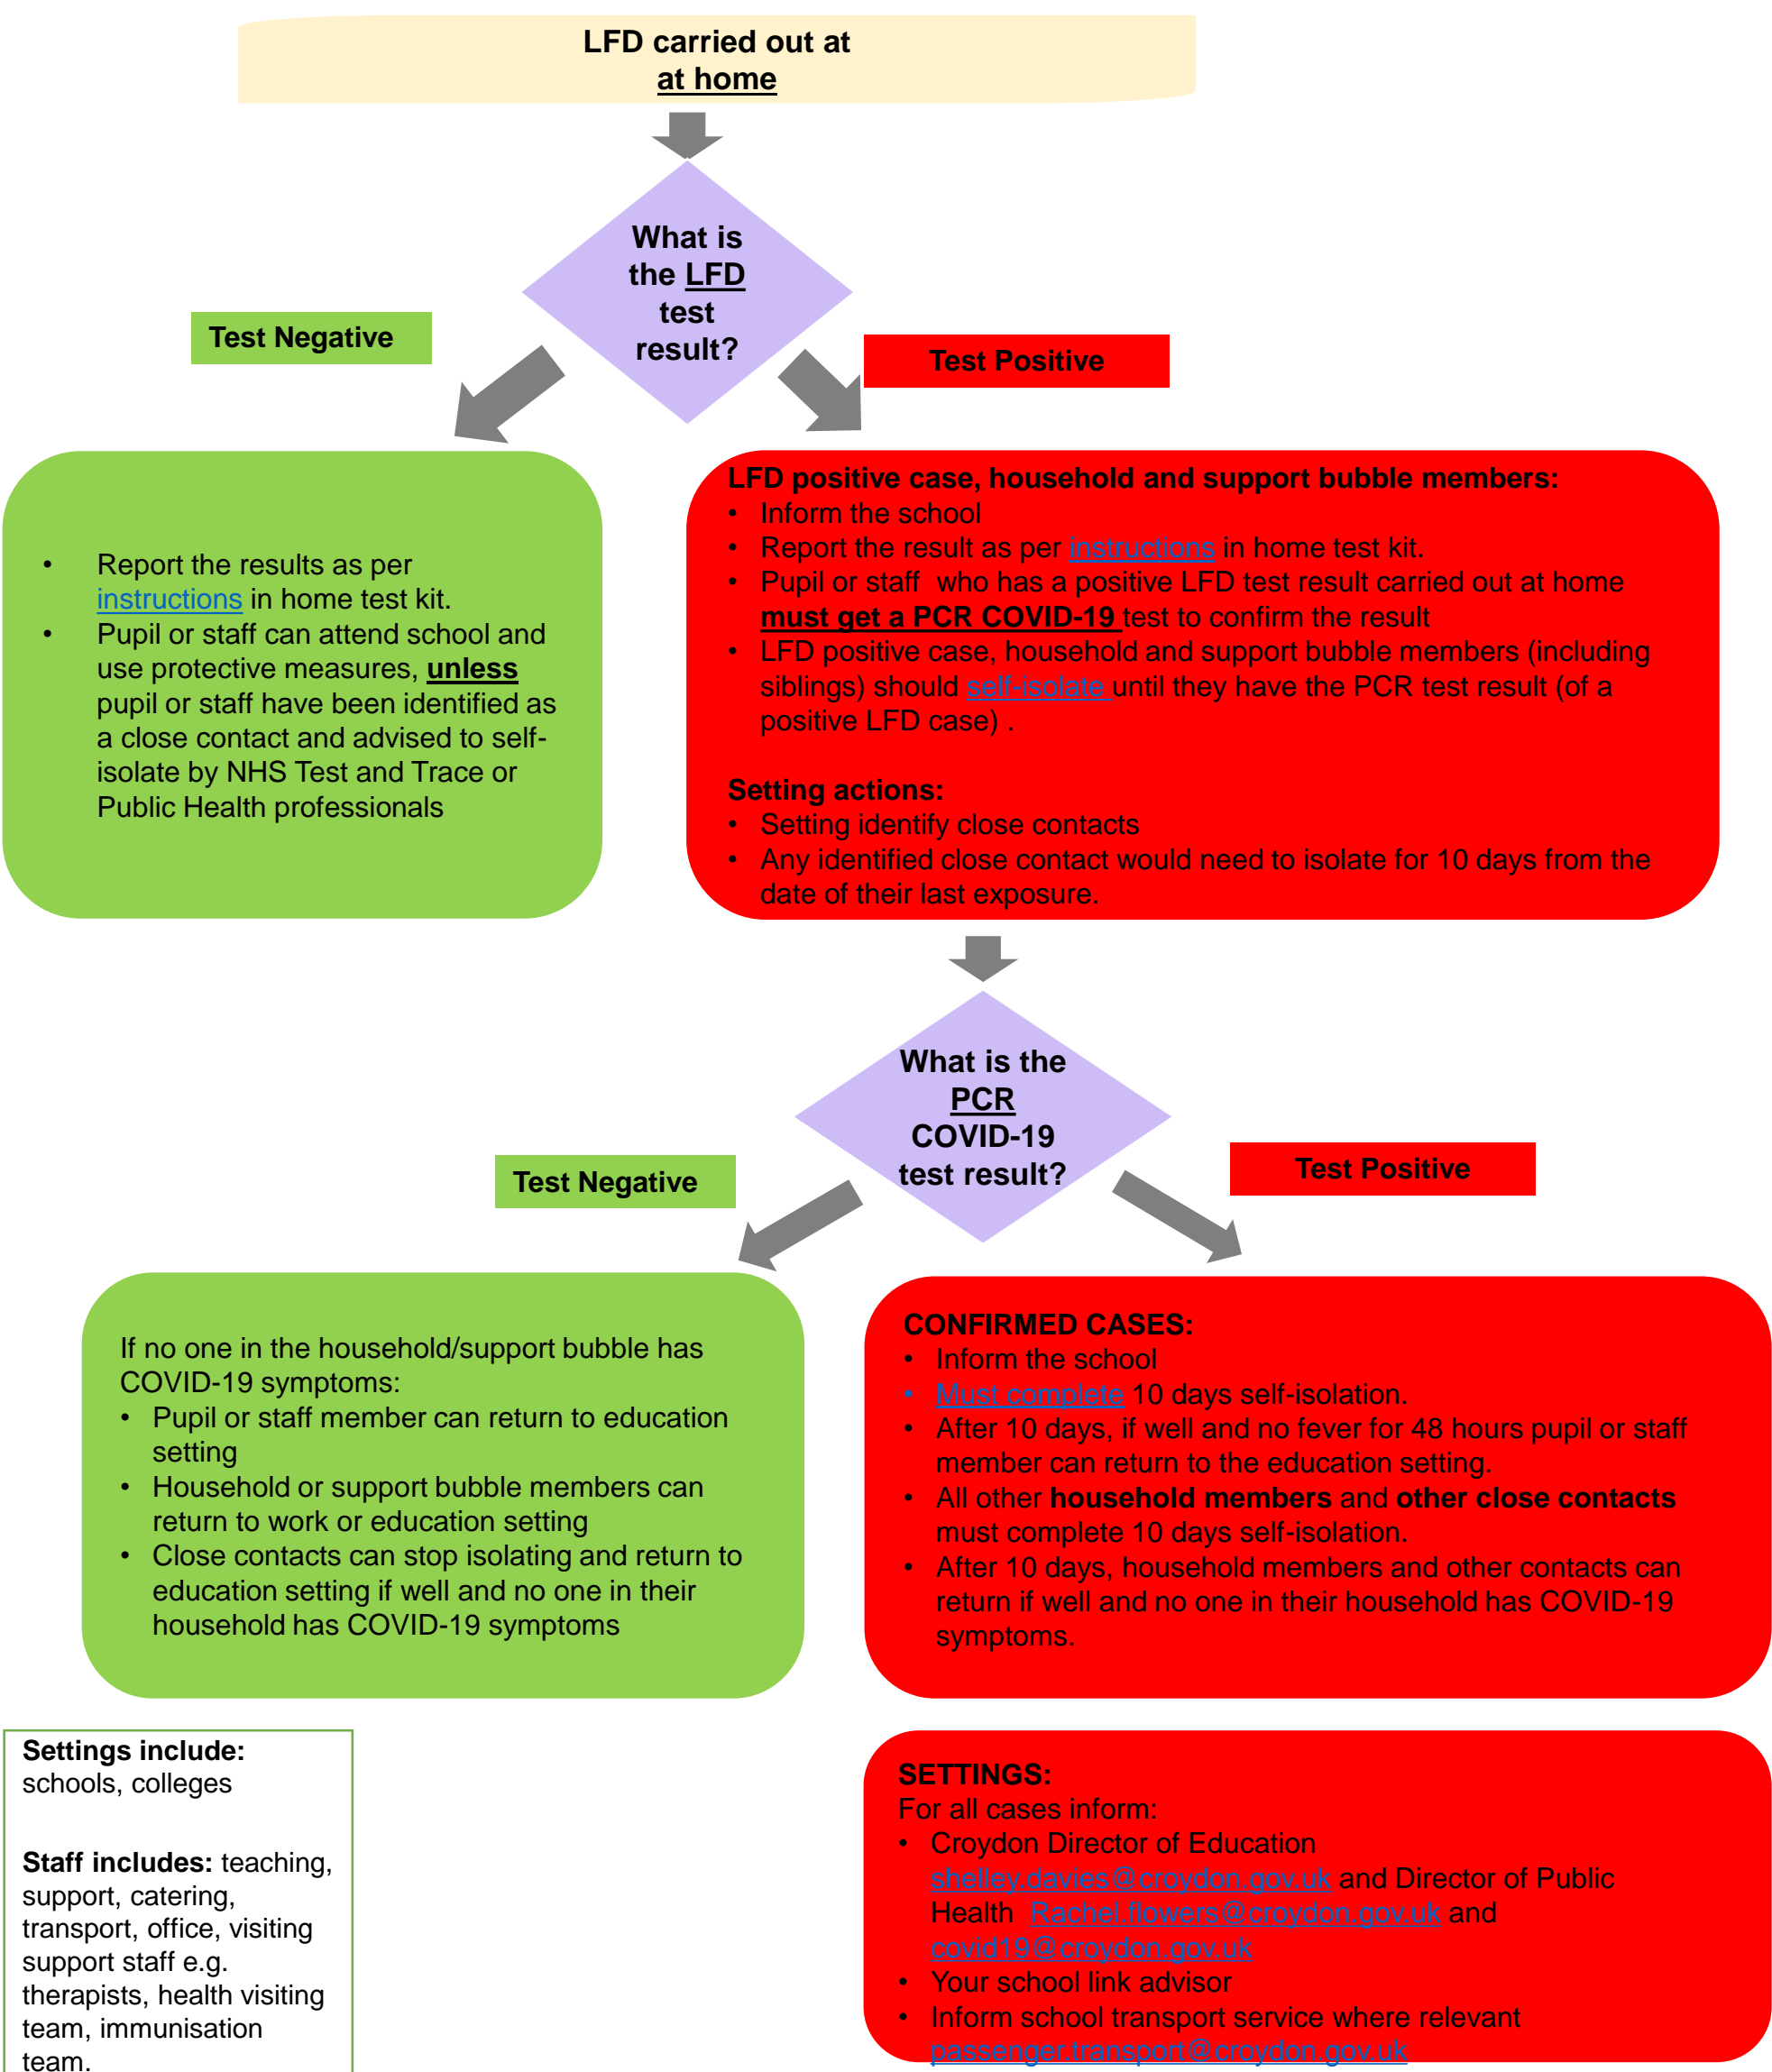 LFD carried out at
at home
What is
the LFD
test
result?
Test Negative
Test Positive
• Report the results as per
instructions in home test kit.
• Pupil or staff can attend school and
use protective measures, unless
pupil or staff have been identified as
a close contact and advised to self-
isolate by NHS Test and Trace or
Public Health professionals
LFD positive case, household and support bubble members:
• Inform the school
• Report the result as per instructions in home test kit.
• Pupil or staff who has a positive LFD test result carried out at home
must get a PCR COVID-19 test to confirm the result
• LFD positive case, household and support bubble members (including
siblings) should self-isolate until they have the PCR test result (of a
positive LFD case) .
Setting actions:
• Setting identify close contacts
• Any identified close contact would need to isolate for 10 days from the
date of their last exposure.
What is the
PCR
COVID-19
test result?
Test Negative
Test Positive
If no one in the household/support bubble has
COVID-19 symptoms:
• Pupil or staff member can return to education
setting
• Household or support bubble members can
return to work or education setting
• Close contacts can stop isolating and return to
education setting if well and no one in their
household has COVID-19 symptoms
CONFIRMED CASES:
• Inform the school
• Must complete 10 days self-isolation.
• After 10 days, if well and no fever for 48 hours pupil or staff
member can return to the education setting.
• All other household members and other close contacts
must complete 10 days self-isolation.
• After 10 days, household members and other contacts can
return if well and no one in their household has COVID-19
symptoms.
Settings include:
schools, colleges
Staff includes: teaching,
support, catering,
transport, office, visiting
support staff e.g.
therapists, health visiting
team, immunisation
team.
SETTINGS:
For all cases inform:
• Croydon Director of Education
shelley.davies@croydon.gov.uk and Director of Public
Health Rachel.flowers@croydon.gov.uk and
covid19@croydon.gov.uk
• Your school link advisor
• Inform school transport service where relevant
passenger.transport@croydon.gov.uk